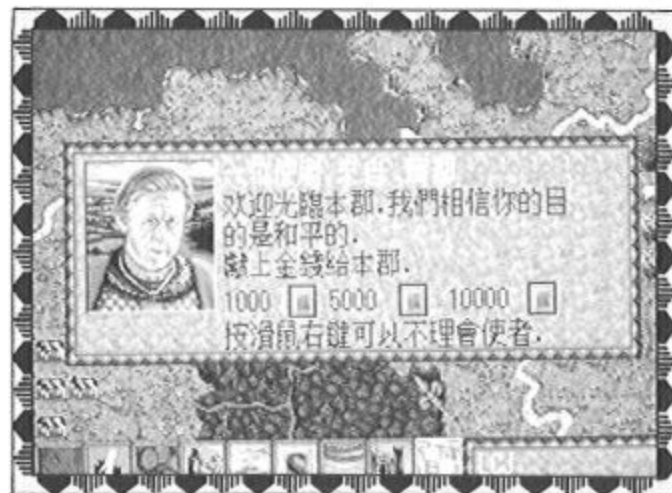 欢迎光臨本郡.我們相信你的目
的是和平的.
獻上金錢给本郡.
1000 5000 10000
按滑鼠右鍵可以不理會使者.